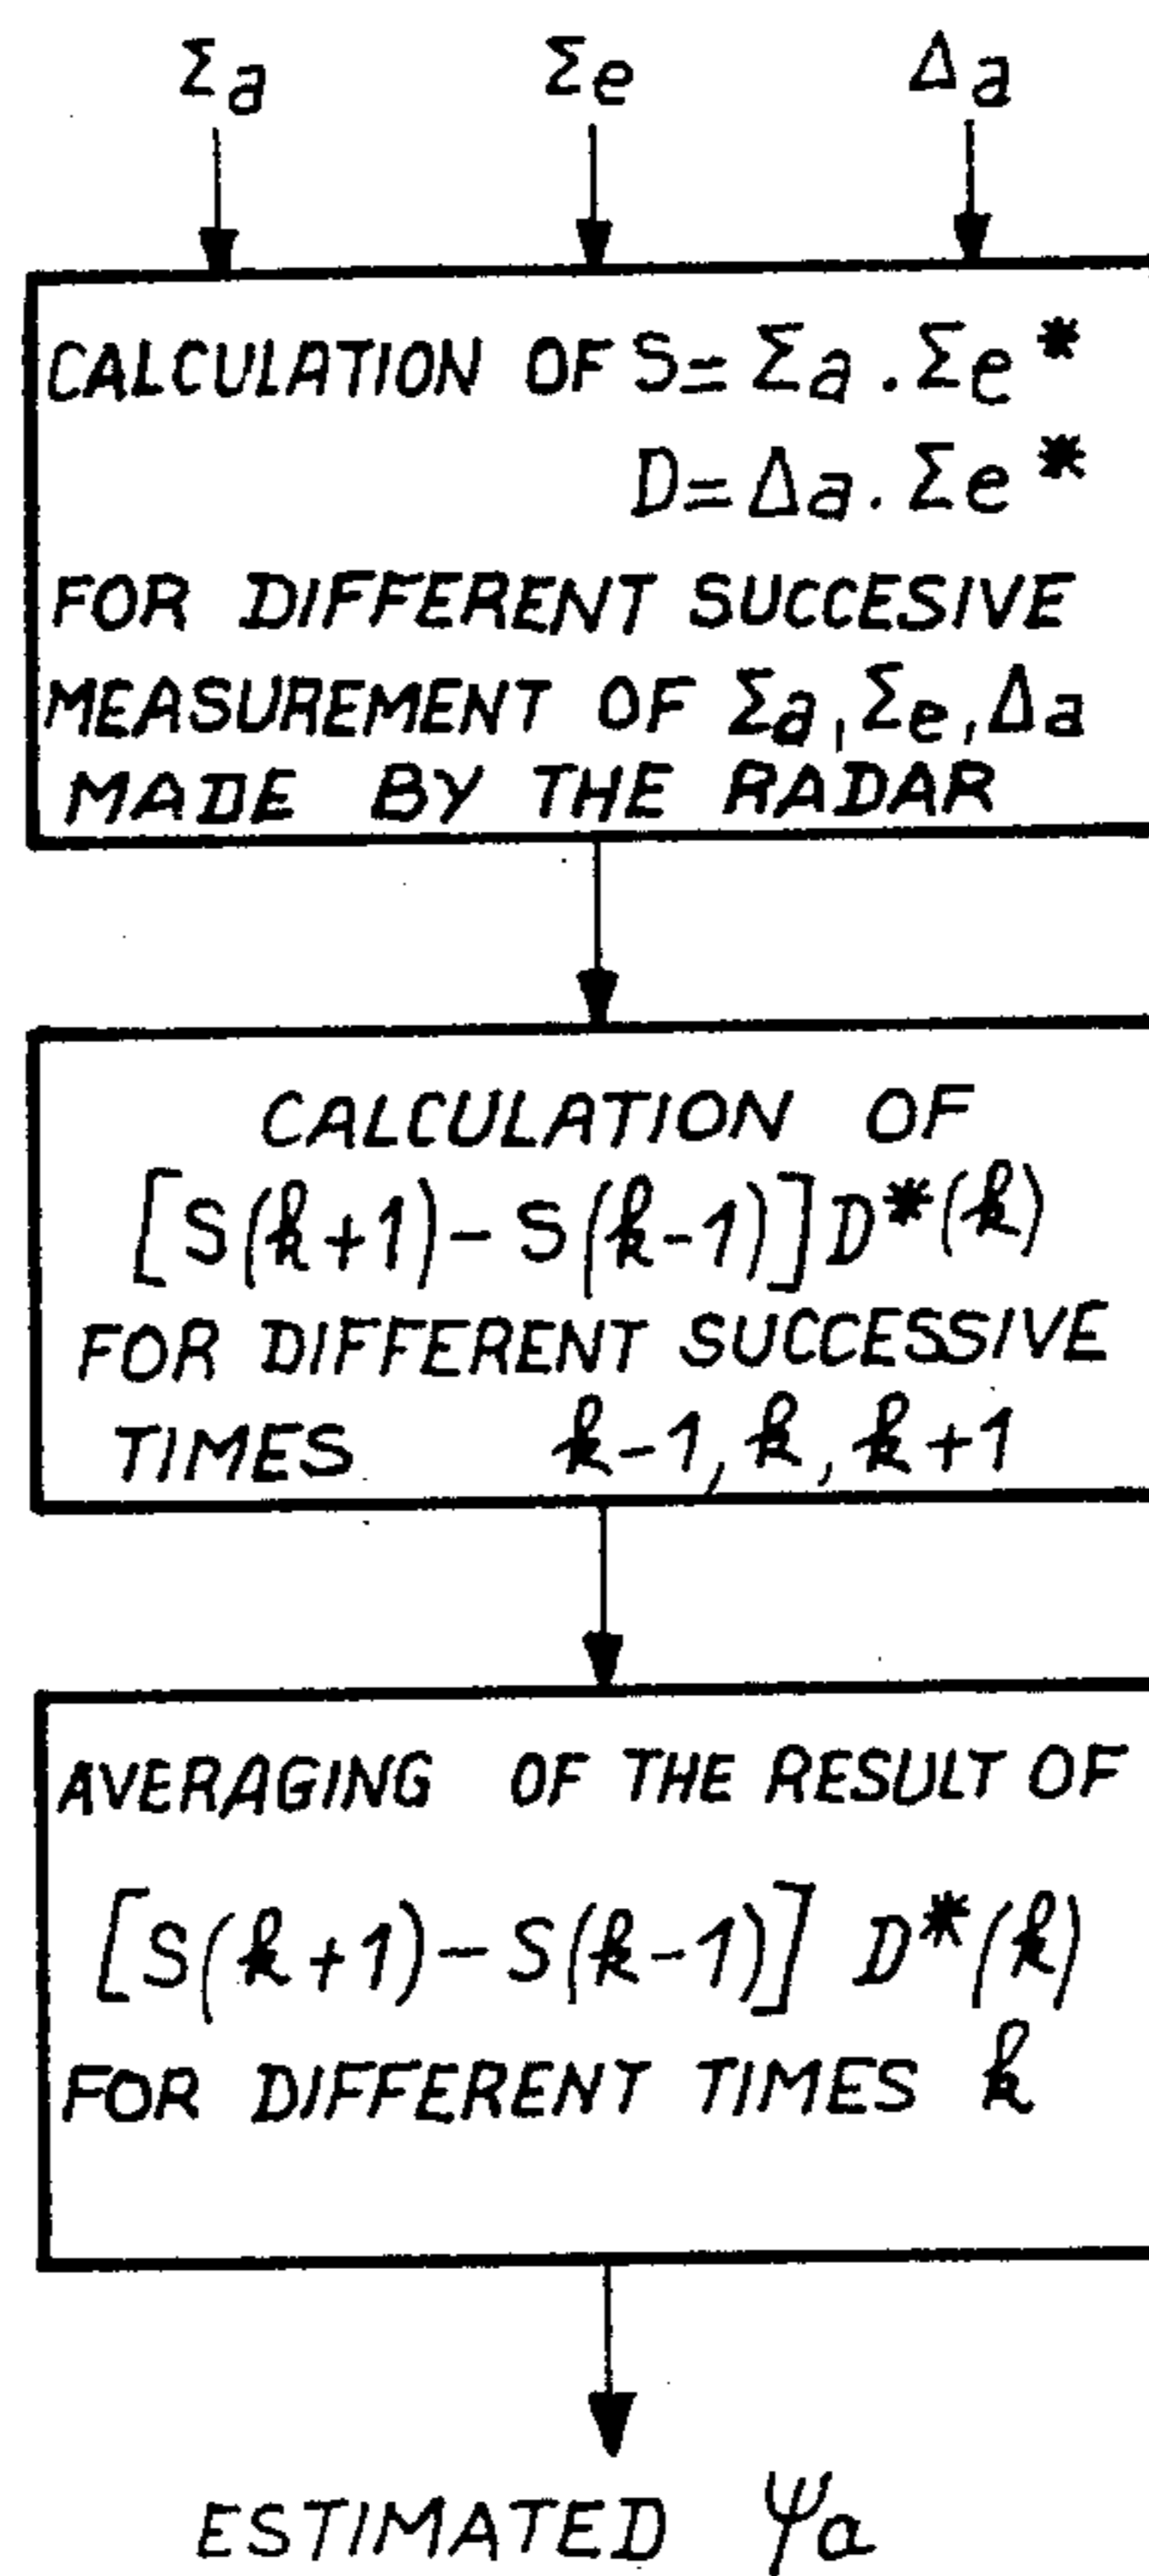 Σa Σe Δa
CALCULATION OF S = Σa . Σe*
D = Δa . Σe*
FOR DIFFERENT SUCCESIVE
MEASUREMENT OF Σa, Σe, Δa
MADE BY THE RADAR
CALCULATION OF
[S(k+1) - S(k-1)] D*(k)
FOR DIFFERENT SUCCESSIVE
TIMES k-1, k, k+1
AVERAGING OF THE RESULT OF
[S(k+1) - S(k-1)] D*(k)
FOR DIFFERENT TIMES k
ESTIMATED Ψa